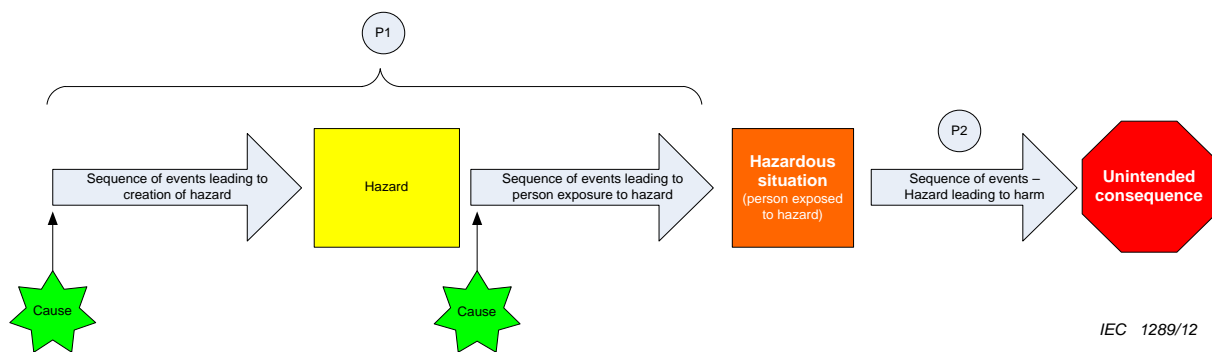 P1
Sequence of events leading to
creation of hazard
Hazard
Sequence of events leading to
person exposure to hazard
Hazardous
situation
(person exposed
to hazard)
P2
Sequence of events –
Hazard leading to harm
Unintended
consequence
Cause
Cause
IEC 1289/12